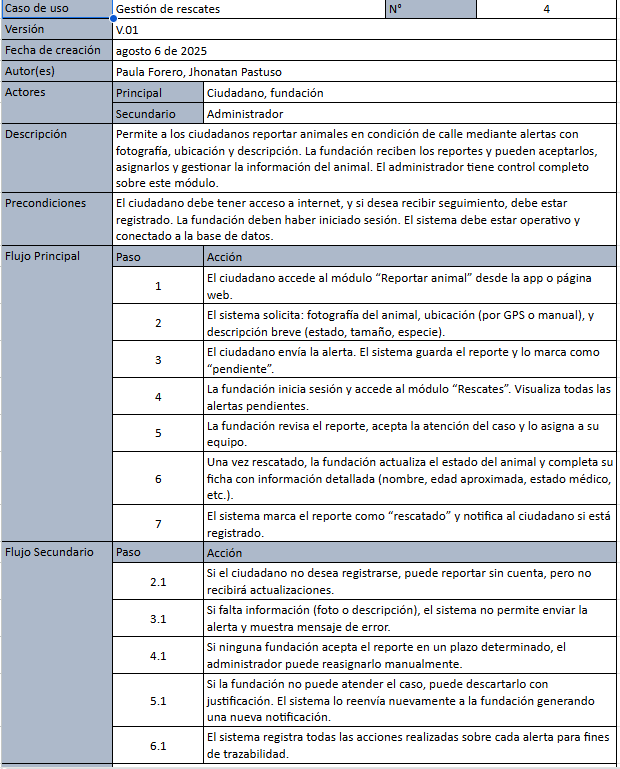 Caso de uso Gestión de rescates N° 4
Versión V.01
Fecha de creación agosto 6 de 2025
Autor(es) Paula Forero, Jhonatan Pastuso
Actores Principal Ciudadano, fundación
Secundario Administrador
Descripción Permite a los ciudadanos reportar animales en condición de calle mediante alertas con
fotografía, ubicación y descripción. La fundación reciben los reportes y pueden aceptarlos,
asignarlos y gestionar la información del animal. El administrador tiene control completo
sobre este módulo.
Precondiciones El ciudadano debe tener acceso a internet, y si desea recibir seguimiento, debe estar
registrado. La fundación deben haber iniciado sesión. El sistema debe estar operativo y
conectado a la base de datos.
Flujo Principal Paso Acción
1 El ciudadano accede al módulo “Reportar animal” desde la app o página
web.
2 El sistema solicita: fotografía del animal, ubicación (por GPS o manual), y
descripción breve (estado, tamaño, especie).
3 El ciudadano envía la alerta. El sistema guarda el reporte y lo marca como
“pendiente”.
4 La fundación inicia sesión y accede al módulo “Rescates”. Visualiza todas las
alertas pendientes.
5 La fundación revisa el reporte, acepta la atención del caso y lo asigna a su
equipo.
6 Una vez rescatado, la fundación actualiza el estado del animal y completa su
ficha con información detallada (nombre, edad aproximada, estado médico,
etc.).
7 El sistema marca el reporte como “rescatado” y notifica al ciudadano si está
registrado.
Flujo Secundario Paso Acción
2.1 Si el ciudadano no desea registrarse, puede reportar sin cuenta, pero no
recibirá actualizaciones.
3.1 Si falta información (foto o descripción), el sistema no permite enviar la
alerta y muestra mensaje de error.
4.1 Si ninguna fundación acepta el reporte en un plazo determinado, el
administrador puede reasignarlo manualmente.
5.1 Si la fundación no puede atender el caso, puede descartarlo con
justificación. El sistema lo reenvía nuevamente a la fundación generando
una nueva notificación.
6.1 El sistema registra todas las acciones realizadas sobre cada alerta para fines
de trazabilidad.